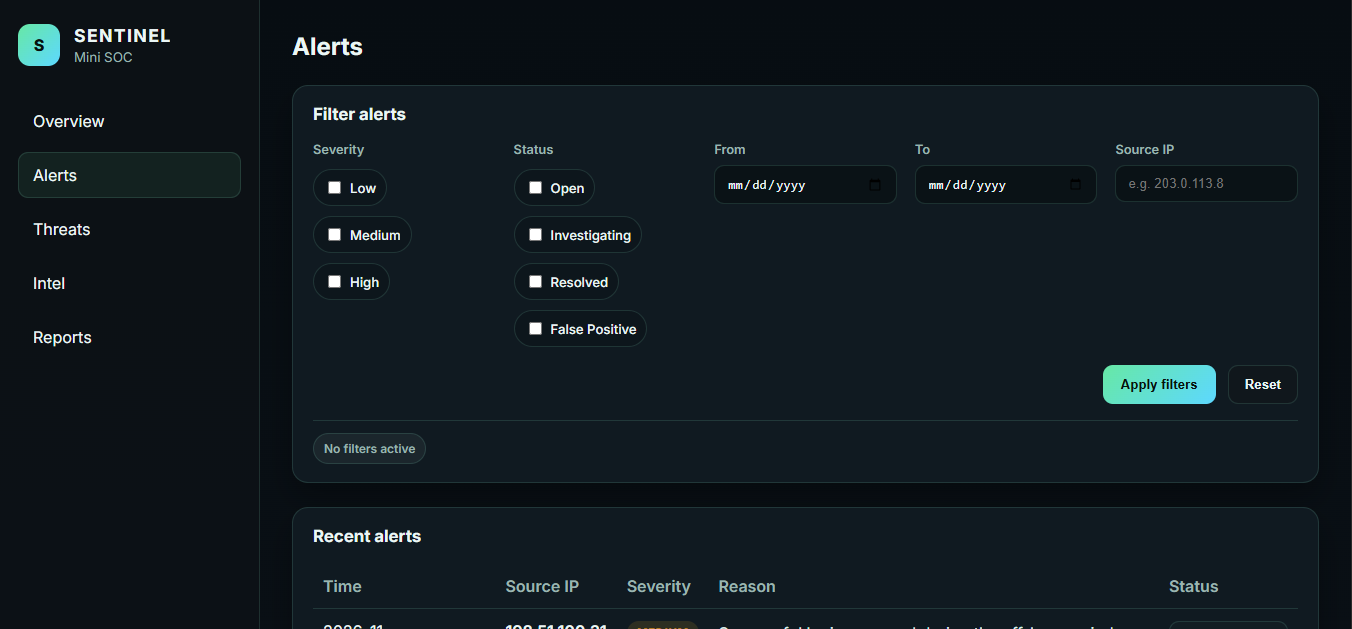 S
SENTINEL
Mini SOC
Overview
Alerts
Threats
Intel
Reports
Alerts
Filter alerts
Severity
Low
Medium
High
Status
Open
Investigating
Resolved
False Positive
From
mm/dd/yyyy
To
mm/dd/yyyy
Source IP
e.g. 203.0.113.8
Apply filters
Reset
No filters active
Recent alerts
Time Source IP Severity Reason Status